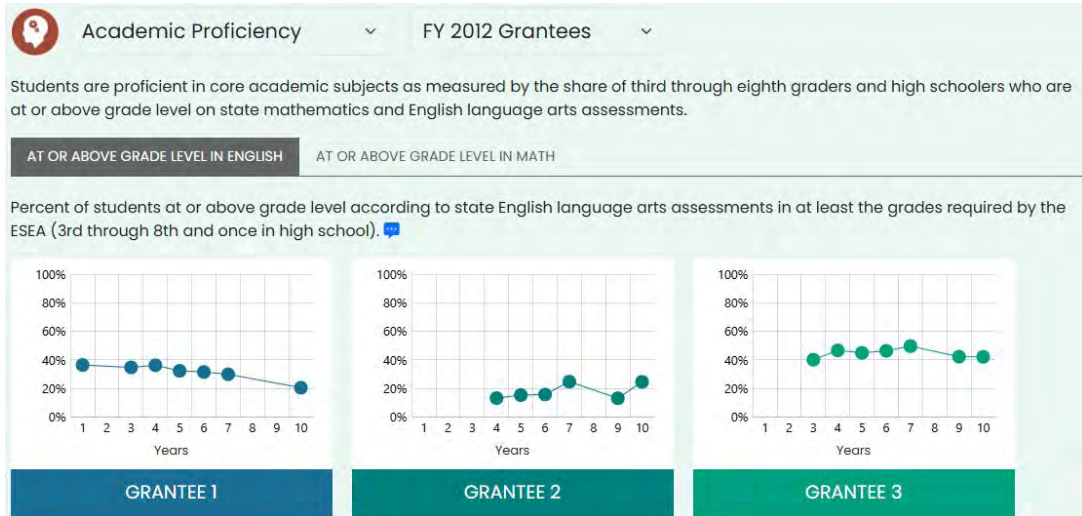 Academic Proficiency FY 2012 Grantees
Students are proficient in core academic subjects as measured by the share of third through eighth graders and high schoolers who are
at or above grade level on state mathematics and English language arts assessments.
AT OR ABOVE GRADE LEVEL IN ENGLISH AT OR ABOVE GRADE LEVEL IN MATH
Percent of students at or above grade level according to state English language arts assessments in at least the grades required by the
ESEA (3rd through 8th and once in high school).
100%
80%
60%
40%
20%
0%
1 2 3 4 5 6 7 8 9 10
Years
GRANTEE 1
100%
80%
60%
40%
20%
0%
1 2 3 4 5 6 7 8 9 10
Years
GRANTEE 2
100%
80%
60%
40%
20%
0%
1 2 3 4 5 6 7 8 9 10
Years
GRANTEE 3